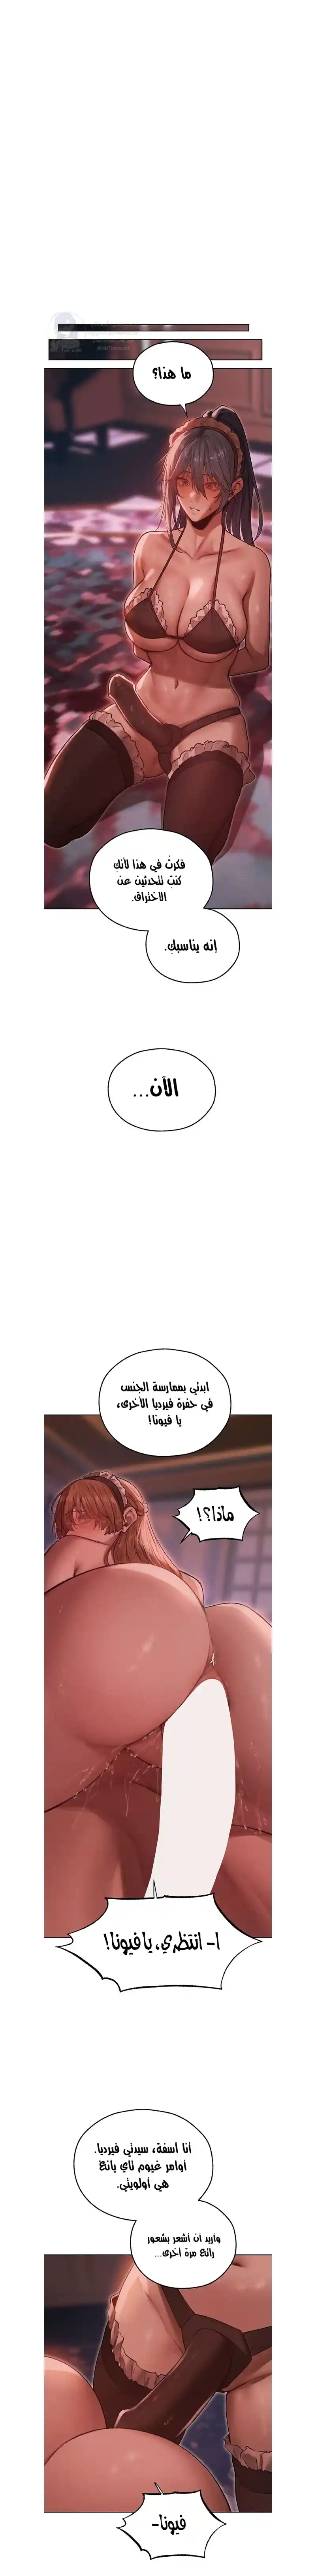 ما هذا؟
فكرتُ في هذا لأنكِ
كنتِ تتحدثين عن
الاختراق.
إنه يناسبكِ.
الآن...
ابدئي بممارسة الجنس
في حفرة فيرديا الأخرى،
يا فيونا!
ماذا؟!
ا- انتظري، يا فيونا!
أنا آسفة، سيدتي فيرديا.
أوامر غيوم ناي يانغ
هي أولويتي.
وأريد أن أشعر بشعور
رائع مرة أخرى...
فيونا-